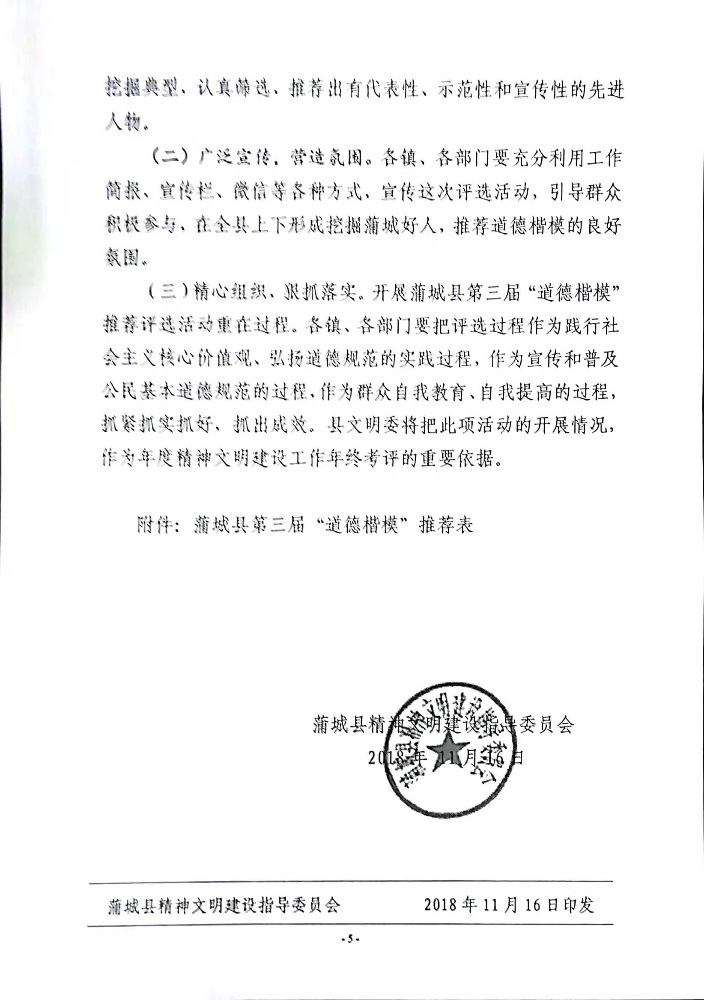 挖掘典型、认真筛选、推荐出有代表性、示范性和宣传性的先进
人物。
（二）广泛宣传，营造氛围。各镇、各部门要充分利用工作
简报、宣传栏、微信等各种方式，宣传这次评选活动，引导群众
积极参与，在全县上下形成挖掘蒲城好人，推荐道德楷模的良好
氛围。
（三）精心组织，狠抓落实。开展蒲城县第三届“道德楷模”
推荐评选活动重在过程。各镇、各部门要把评选过程作为践行社
会主义核心价值观、弘扬道德规范的实践过程，作为宣传和普及
公民基本道德规范的过程，作为群众自我教育、自我提高的过程，
抓紧抓实抓好，抓出成效。县文明委将把此项活动的开展情况，
作为年度精神文明建设工作年终考评的重要依据。
附件：蒲城县第三届“道德楷模”推荐表
蒲城县精神文明建设指导委员会
蒲城县精神文明建设指导委员会
2018年11月16日
蒲城县精神文明建设指导委员会 2018年11月16日印发
-5-